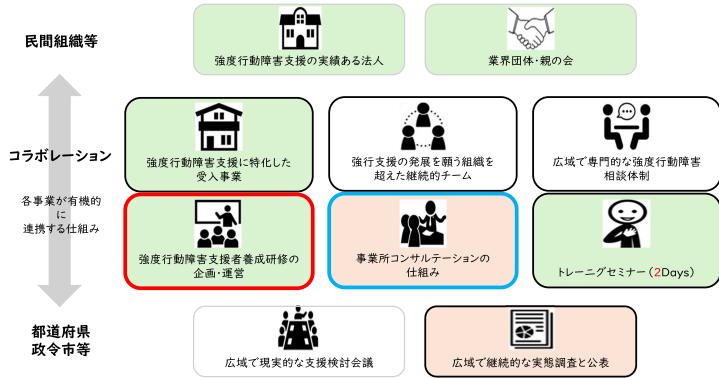 民間組織等
強度行動障害支援の実績ある法人
業界団体・親の会
コラボレーション
各事業が有機的
に
連携する仕組み
強度行動障害支援に特化した
受入事業
強行支援の発展を願う組織を
超えた継続的チーム
広域で専門的な強度行動障害
相談体制
強度行動障害支援者養成研修の
企画・運営
事業所コンサルテーションの
仕組み
トレーニグセミナー(2Days)
都道府県
政令市等
広域で現実的な支援検討会議
広域で継続的な実態調査と公表